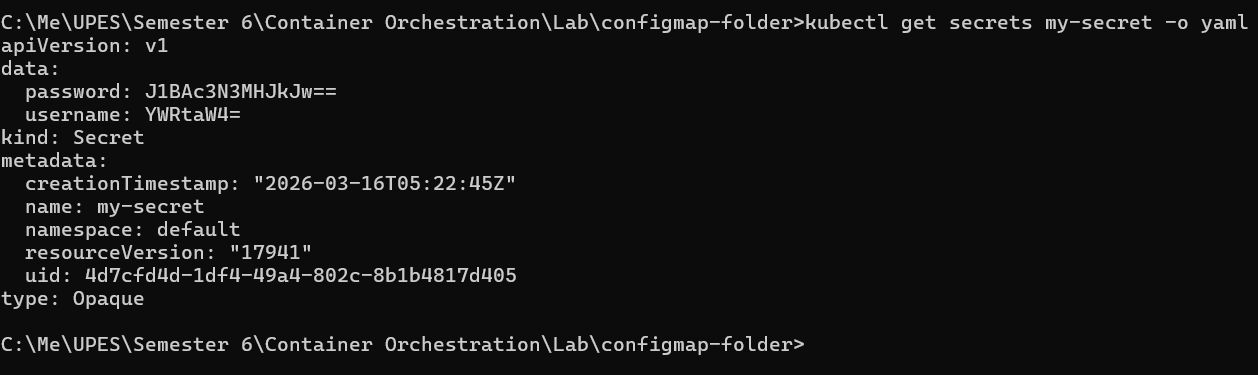 C:\Me\UPES\Semester 6\Container Orchestration\Lab\configmap-folder>kubectl get secrets my-secret -o yaml
apiVersion: v1
data:
  password: J1BAc3N3MHJkJw==
  username: YWRtaW4=
kind: Secret
metadata:
  creationTimestamp: "2026-03-16T05:22:45Z"
  name: my-secret
  namespace: default
  resourceVersion: "17941"
  uid: 4d7cfd4d-1df4-49a4-802c-8b1b4817d405
type: Opaque
C:\Me\UPES\Semester 6\Container Orchestration\Lab\configmap-folder>